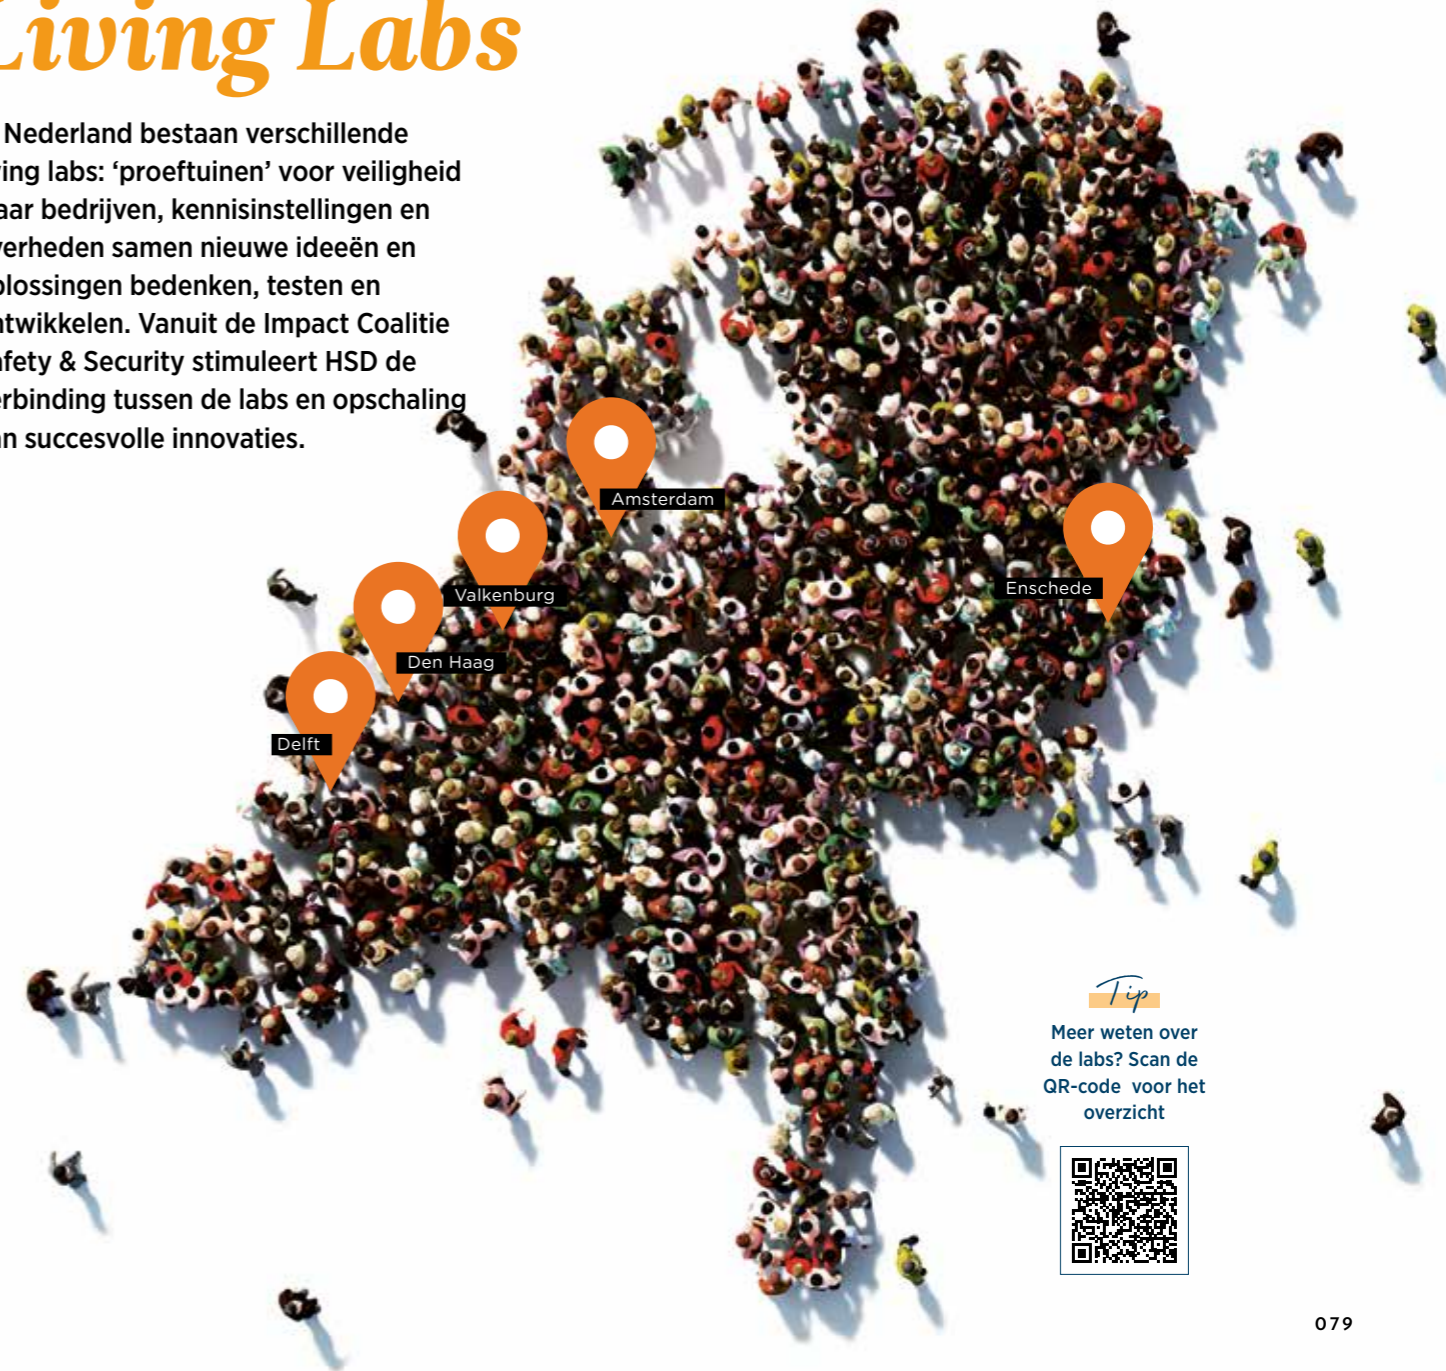 Living Labs
Nederland bestaan verschillende
ving labs: ‘proeftuinen’ voor veiligheid
aar bedrijven, kennisinstellingen en
verheden samen nieuwe ideeën en
plossingen bedenken, testen en
ntwikkelen. Vanuit de Impact Coalitie
afety & Security stimuleert HSD de
erbinding tussen de labs en opschaling
an succesvolle innovaties.
Amsterdam
Valkenburg
Enschede
Den Haag
Delft
Tip
Meer weten over
de labs? Scan de
QR-code voor het
overzicht
079